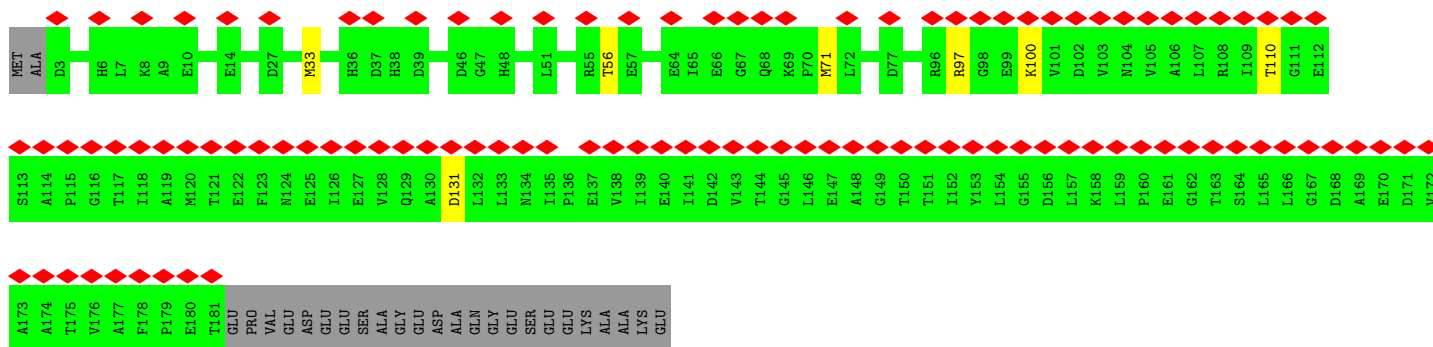 MET ALA D3 H6 L7 K8 A9 E10 E14 D27 M33 H36 D37 H38 D39 D46 G47 H48 L51 R55 T56 E57 E64 I65 E66 G67 Q68 K69 P70 M71 L72 D77 R96 R97 G98 E99 K100 V101 D102 V103 N104 V105 A106 L107 R108 I109 T110 G111 E112
S113 A114 P115 G116 T117 I118 A119 M120 T121 E122 F123 N124 E125 I126 E127 V128 Q129 A130 D131 L132 L133 N134 I135 P136 E137 V138 I139 E140 I141 D142 V143 T144 G145 L146 E147 A148 G149 T150 T151 I152 Y153 L154 G155 D156 L157 K158 L159 P160 E161 G162 T163 S164 L165 L166 G167 D168 A169 E170 D171 V172
A173 A174 T175 V176 A177 F178 P179 E180 T181 GLU PRO VAL GLU ASP GLU GLU SER ALA GLY GLU ASP ALA GLN GLY GLU SER GLU GLU LYS ALA ALA LYS GLU